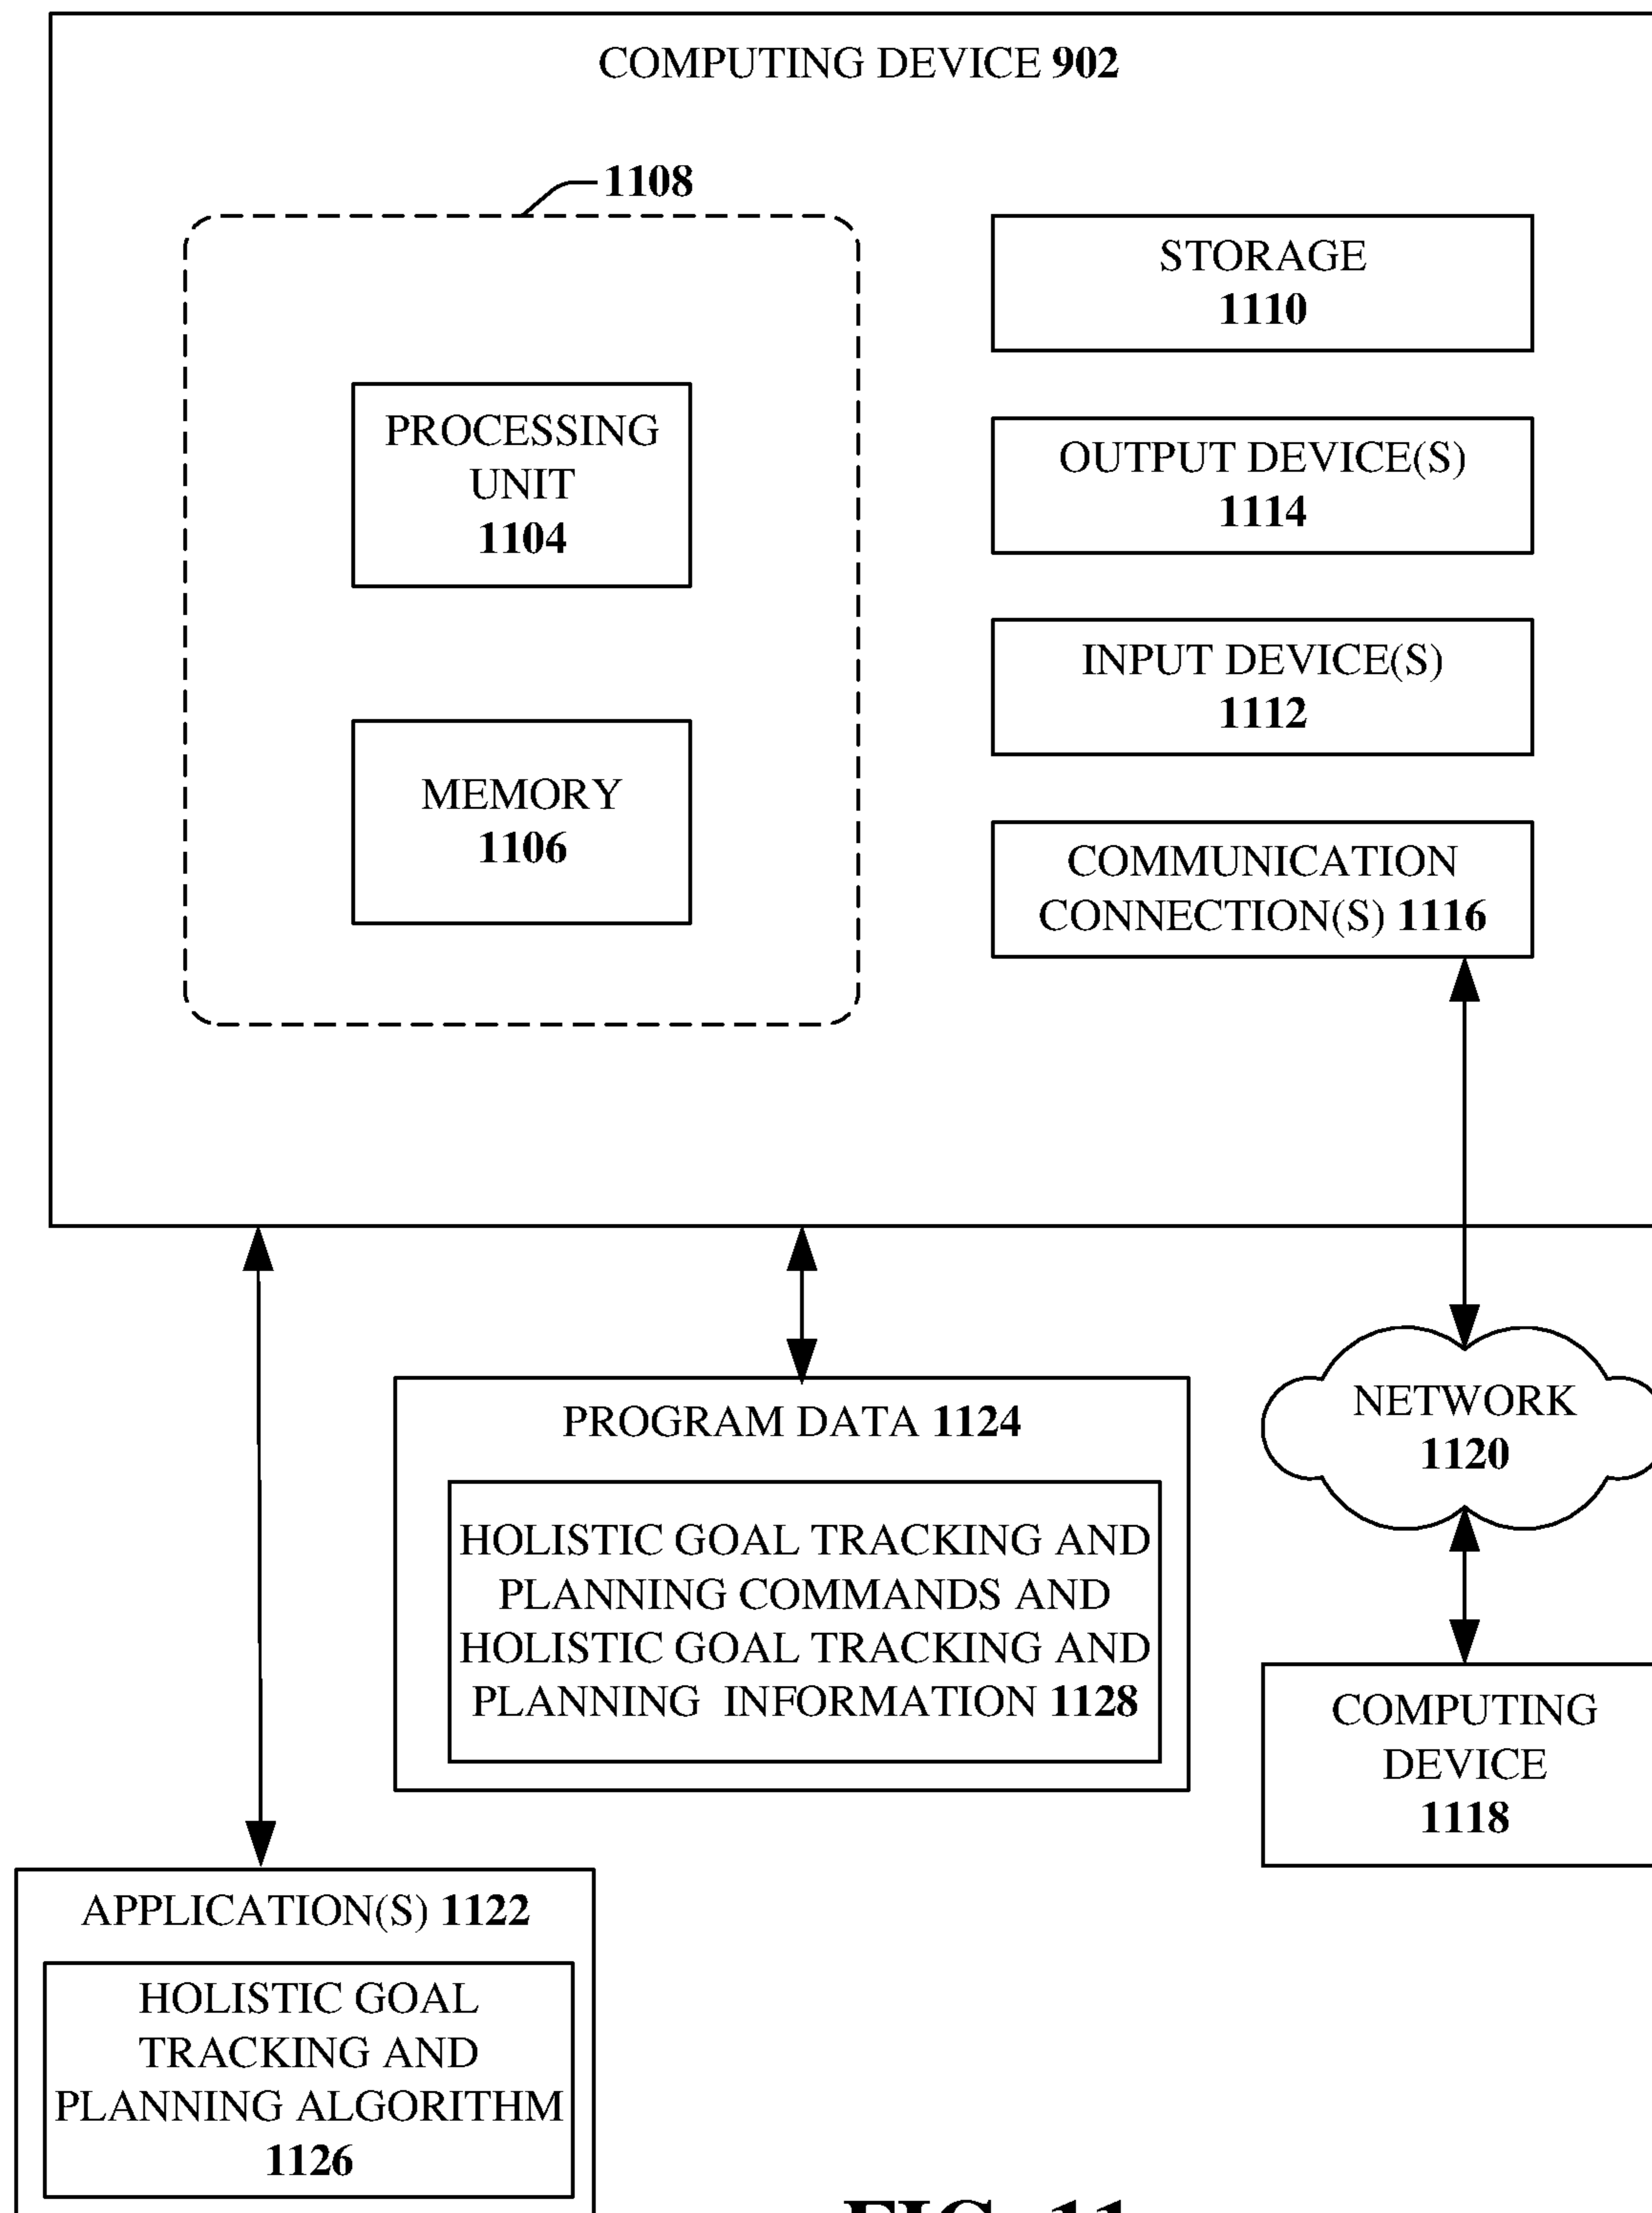 COMPUTING DEVICE 902
1108
PROCESSING
UNIT
1104
MEMORY
1106
STORAGE
1110
OUTPUT DEVICE(S)
1114
INPUT DEVICE(S)
1112
COMMUNICATION
CONNECTION(S) 1116
PROGRAM DATA 1124
HOLISTIC GOAL TRACKING AND
PLANNING COMMANDS AND
HOLISTIC GOAL TRACKING AND
PLANNING INFORMATION 1128
NETWORK
1120
COMPUTING
DEVICE
1118
APPLICATION(S) 1122
HOLISTIC GOAL
TRACKING AND
PLANNING ALGORITHM
1126
FIG. 11